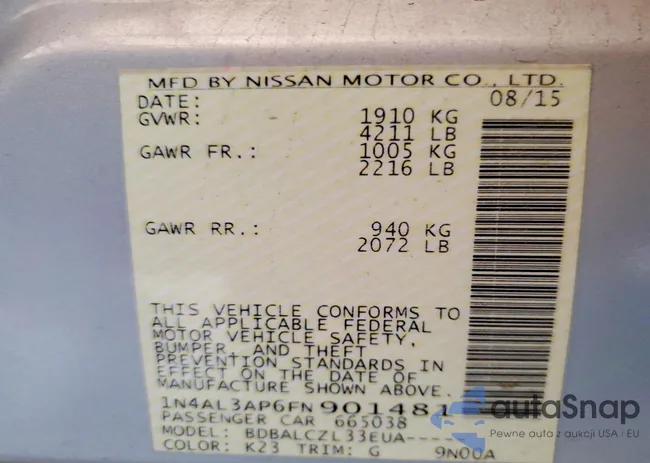 MFD BY NISSAN MOTOR CO., LTD.
DATE: 08/15
GVWR: 1910 KG
4211 LB
GAWR FR.: 1005 KG
2216 LB
GAWR RR.: 940 KG
2072 LB
THIS VEHICLE CONFORMS TO
ALL APPLICABLE FEDERAL
MOTOR VEHICLE SAFETY,
BUMPER, AND THEFT
PREVENTION STANDARDS IN
EFFECT ON THE DATE OF
MANUFACTURE SHOWN ABOVE.
1N4AL3AP6FN901481
PASSENGER CAR 665038
MODEL: BDBALCZL33EUA----
COLOR: K23 TRIM: G 9N00A
autoSnap
Pewne auta z aukcji USA i EU